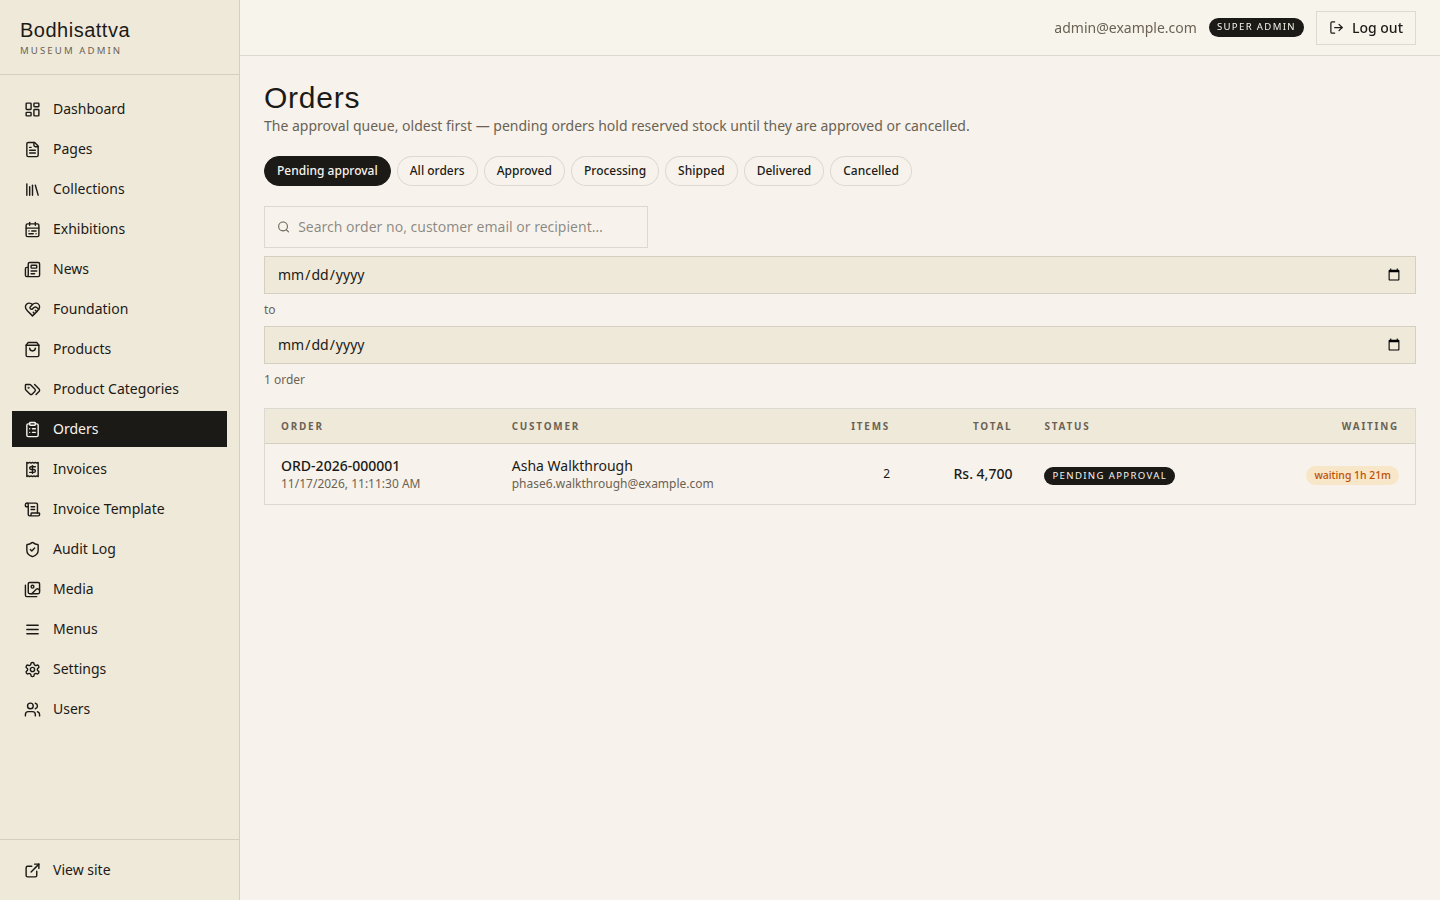 Bodhisattva
MUSEUM ADMIN
Dashboard
Pages
Collections
Exhibitions
News
Foundation
Products
Product Categories
Orders
Invoices
Invoice Template
Audit Log
Media
Menus
Settings
Users
View site
admin@example.com
SUPER ADMIN
Log out
Orders
The approval queue, oldest first — pending orders hold reserved stock until they are approved or cancelled.
Pending approval
All orders
Approved
Processing
Shipped
Delivered
Cancelled
Search order no, customer email or recipient...
mm/dd/yyyy
to
mm/dd/yyyy
1 order
ORDER CUSTOMER ITEMS TOTAL STATUS WAITING
ORD-2026-000001 Asha Walkthrough 2 Rs. 4,700 PENDING APPROVAL waiting 1h 21m
11/17/2026, 11:11:30 AM phase6.walkthrough@example.com